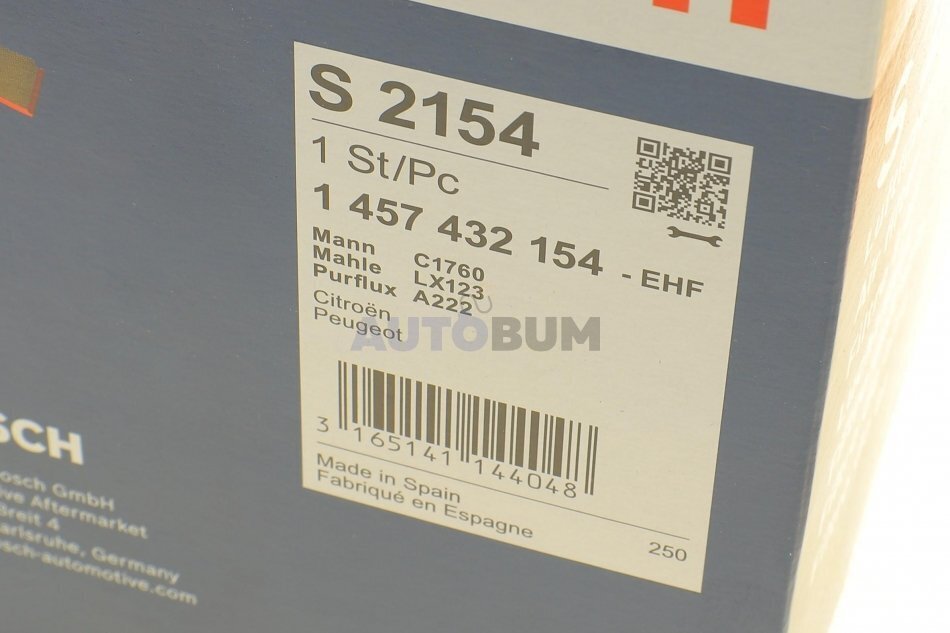 S 2154
1 St/Pc
1 457 432 154 - EHF
Mann C1760
Mahle LX123
Purflux A222
Citroën
Peugeot
AUTOBUM
3 165141 144048
Made in Spain
Fabriqué en Espagne
250
SCH
osch GmbH
ve Aftermarket
Breit 4
arlsruhe, Germany
sch-automotive.com